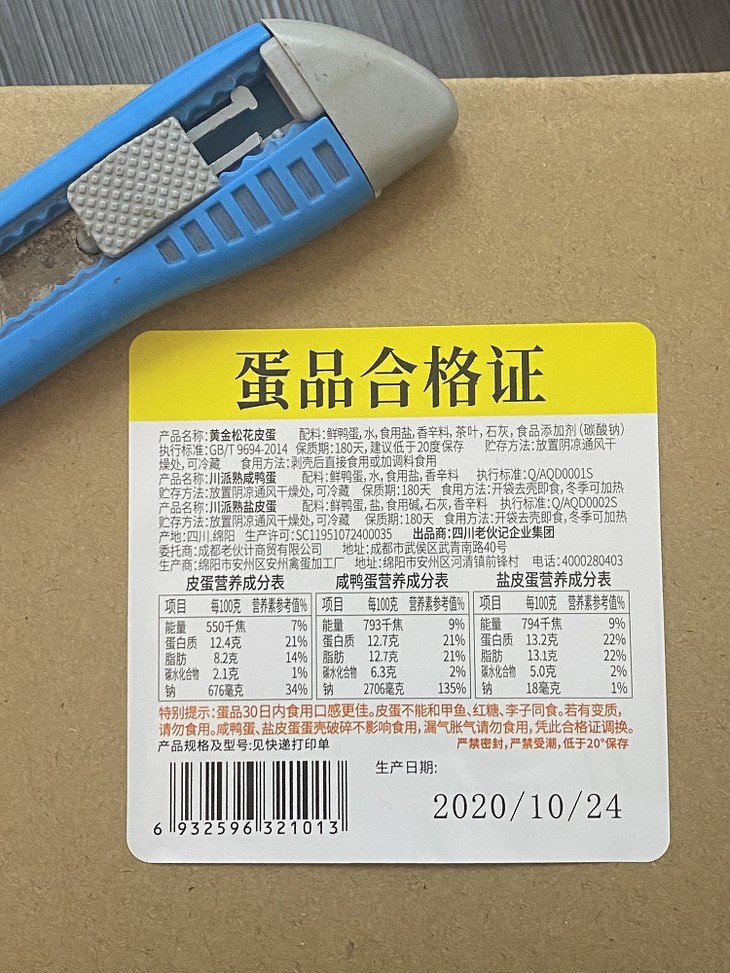 蛋品合格证
产品名称:黄金松花皮蛋 配料:鲜鸭蛋,水,食用盐,香辛料,茶叶,石灰,食品添加剂(碳酸钠)
执行标准:GB/T 9694-2014 保质期:180天,建议低于20度保存 贮存方法:放置阴凉通风干
燥处,可冷藏 食用方法:剥壳后直接食用或加调料食用
产品名称:川派熟咸鸭蛋 配料:鲜鸭蛋,水,食用盐,香辛料 执行标准:Q/AQD0001S
贮存方法:放置阴凉通风干燥处,可冷藏 保质期:180天 食用方法:开袋去壳即食,冬季可加热
产品名称:川派熟盐皮蛋 配料:鲜鸭蛋,盐,食用碱,石灰,香辛料 执行标准:Q/AQD0002S
贮存方法:放置阴凉通风干燥处,可冷藏 保质期:180天 食用方法:开袋去壳即食,冬季可加热
产地:四川.绵阳 生产许可:SC11951072400035 出品商:四川老伙记企业集团
委托商:成都老伙计商贸有限公司 地址:成都市武侯区武青南路40号
生产商:绵阳市安州区安州禽蛋加工厂 地址:绵阳市安州区河清镇前锋村 电话:4000280403
皮蛋营养成分表 咸鸭蛋营养成分表 盐皮蛋营养成分表
项目 每100克 营养素参考值% 项目 每100克 营养素参考值% 项目 每100克 营养素参考值%
能量 550千焦 7% 能量 793千焦 9% 能量 794千焦 9%
蛋白质 12.4克 21% 蛋白质 12.7克 21% 蛋白质 13.2克 22%
脂肪 8.2克 14% 脂肪 12.7克 21% 脂肪 13.1克 22%
碳水化合物 2.1克 1% 碳水化合物 6.3克 2% 碳水化合物 5.0克 2%
钠 676毫克 34% 钠 2706毫克 135% 钠 18毫克 1%
特别提示:蛋品30日内食用口感更佳。皮蛋不能和甲鱼、红糖、李子同食。若有变质,
请勿食用。咸鸭蛋、盐皮蛋蛋壳破碎不影响食用,漏气胀气请勿食用,凭此合格证调换。
产品规格及型号:见快递打印单 严禁密封,严禁受潮,低于20°保存
生产日期:
2020/10/24
6 932596 321013